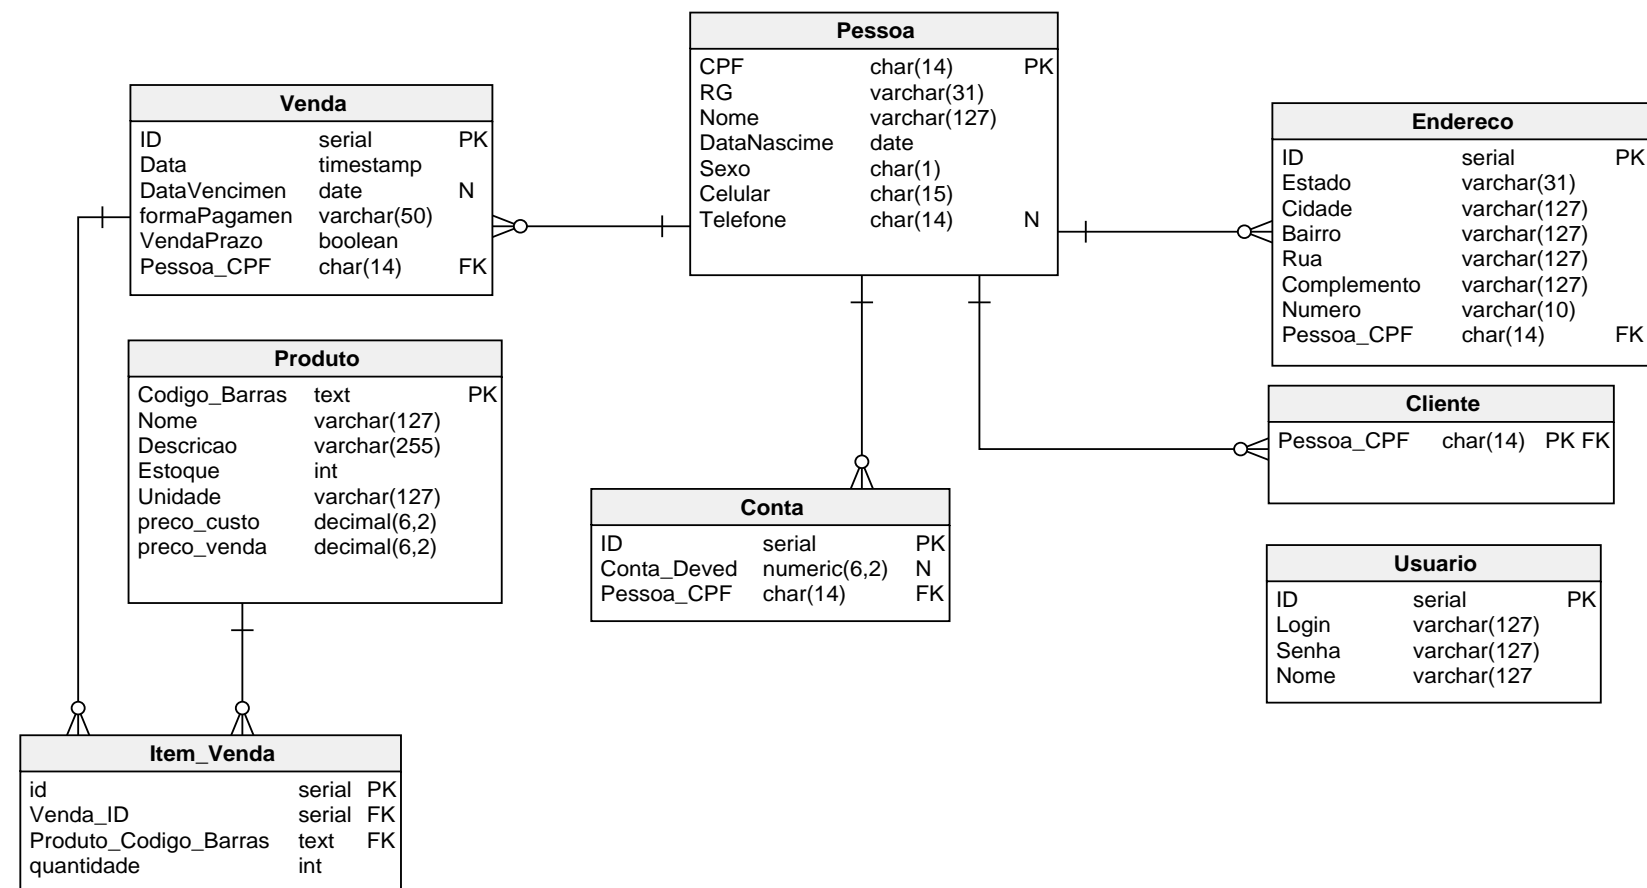 Pessoa
CPF char(14) PK
RG varchar(31)
Nome varchar(127)
DataNascime date
Sexo char(1)
Celular char(15)
Telefone char(14) N
Venda
ID serial PK
Data timestamp
DataVencimen date N
formaPagamen varchar(50)
VendaPrazo boolean
Pessoa_CPF char(14) FK
Endereco
ID serial PK
Estado varchar(31)
Cidade varchar(127)
Bairro varchar(127)
Rua varchar(127)
Complemento varchar(127)
Numero varchar(10)
Pessoa_CPF char(14) FK
Produto
Codigo_Barras text PK
Nome varchar(127)
Descricao varchar(255)
Estoque int
Unidade varchar(127)
preco_custo decimal(6,2)
preco_venda decimal(6,2)
Cliente
Pessoa_CPF char(14) PK FK
Conta
ID serial PK
Conta_Deved numeric(6,2) N
Pessoa_CPF char(14) FK
Usuario
ID serial PK
Login varchar(127)
Senha varchar(127)
Nome varchar(127
Item_Venda
id serial PK
Venda_ID serial FK
Produto_Codigo_Barras text FK
quantidade int